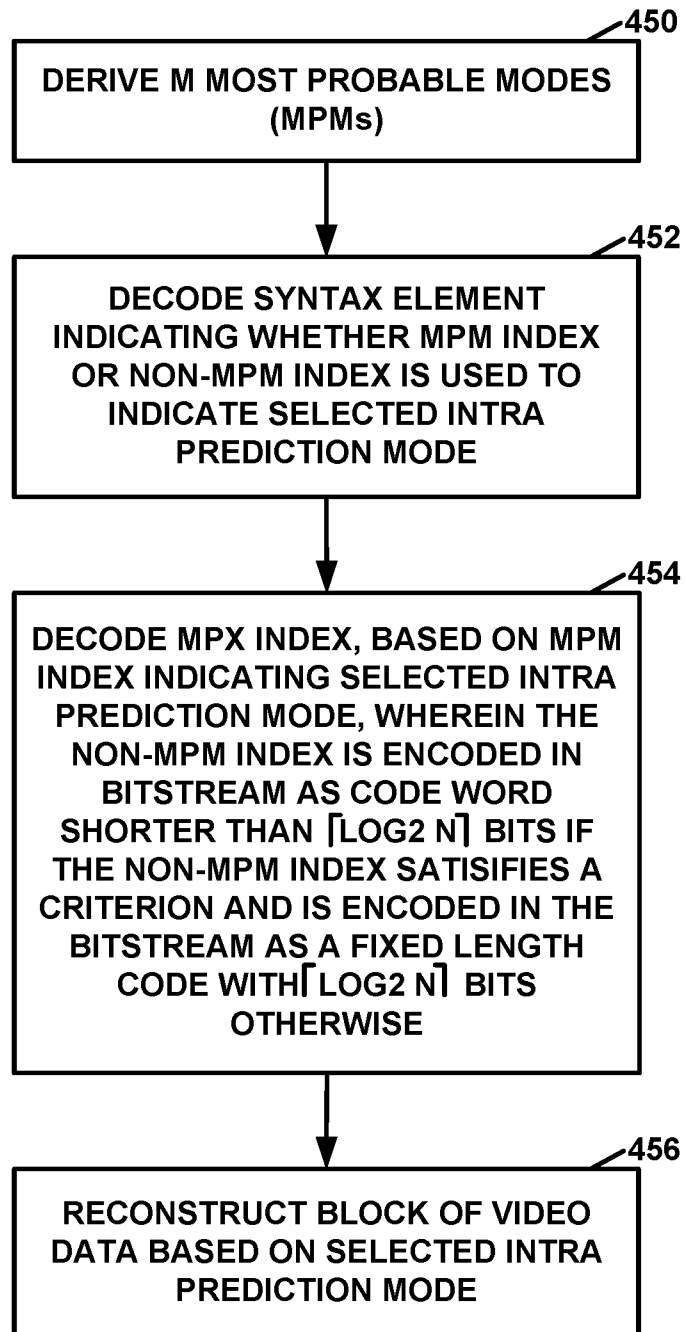 450
DERIVE M MOST PROBABLE MODES
(MPMs)
452
DECODE SYNTAX ELEMENT
INDICATING WHETHER MPM INDEX
OR NON-MPM INDEX IS USED TO
INDICATE SELECTED INTRA
PREDICTION MODE
454
DECODE MPX INDEX, BASED ON MPM
INDEX INDICATING SELECTED INTRA
PREDICTION MODE, WHEREIN THE
NON-MPM INDEX IS ENCODED IN
BITSTREAM AS CODE WORD
SHORTER THAN ⌈LOG2 N⌉ BITS IF
THE NON-MPM INDEX SATISIFIES A
CRITERION AND IS ENCODED IN THE
BITSTREAM AS A FIXED LENGTH
CODE WITH⌈ LOG2 N⌉ BITS
OTHERWISE
456
RECONSTRUCT BLOCK OF VIDEO
DATA BASED ON SELECTED INTRA
PREDICTION MODE